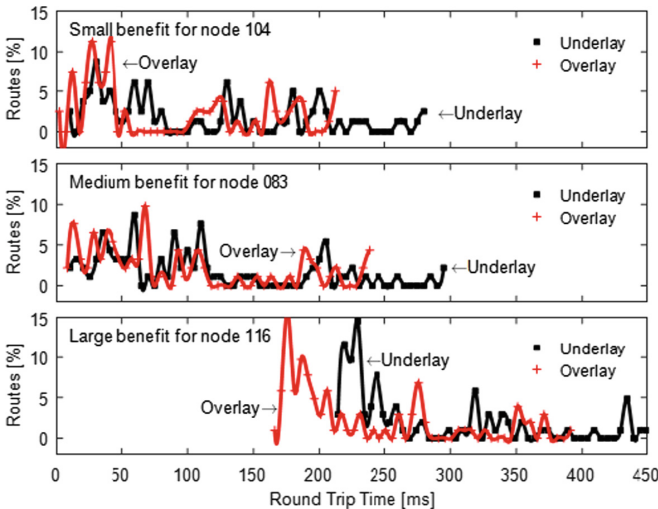 15
10
5
0
Routes [%]
Small benefit for node 104
←Overlay
←Underlay
Underlay
Overlay
15
10
5
0
Routes [%]
Medium benefit for node 083
Overlay→
←Underlay
Underlay
Overlay
15
10
5
0
Routes [%]
Large benefit for node 116
Overlay→
←Underlay
Underlay
Overlay
0 50 100 150 200 250 300 350 400 450
Round Trip Time [ms]